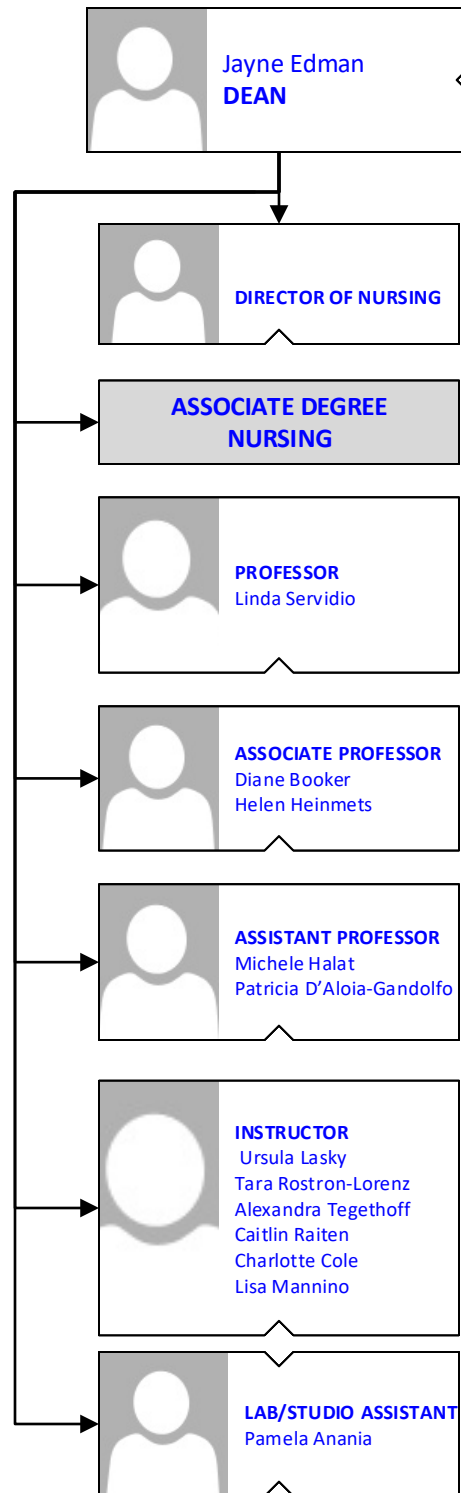 Jayne Edman
DEAN
DIRECTOR OF NURSING
ASSOCIATE DEGREE
NURSING
PROFESSOR
Linda Servidio
ASSOCIATE PROFESSOR
Diane Booker
Helen Heinmets
ASSISTANT PROFESSOR
Michele Halat
Patricia D’Aloia-Gandolfo
INSTRUCTOR
Ursula Lasky
Tara Rostron-Lorenz
Alexandra Tegethoff
Caitlin Raiten
Charlotte Cole
Lisa Mannino
LAB/STUDIO ASSISTANT
Pamela Anania